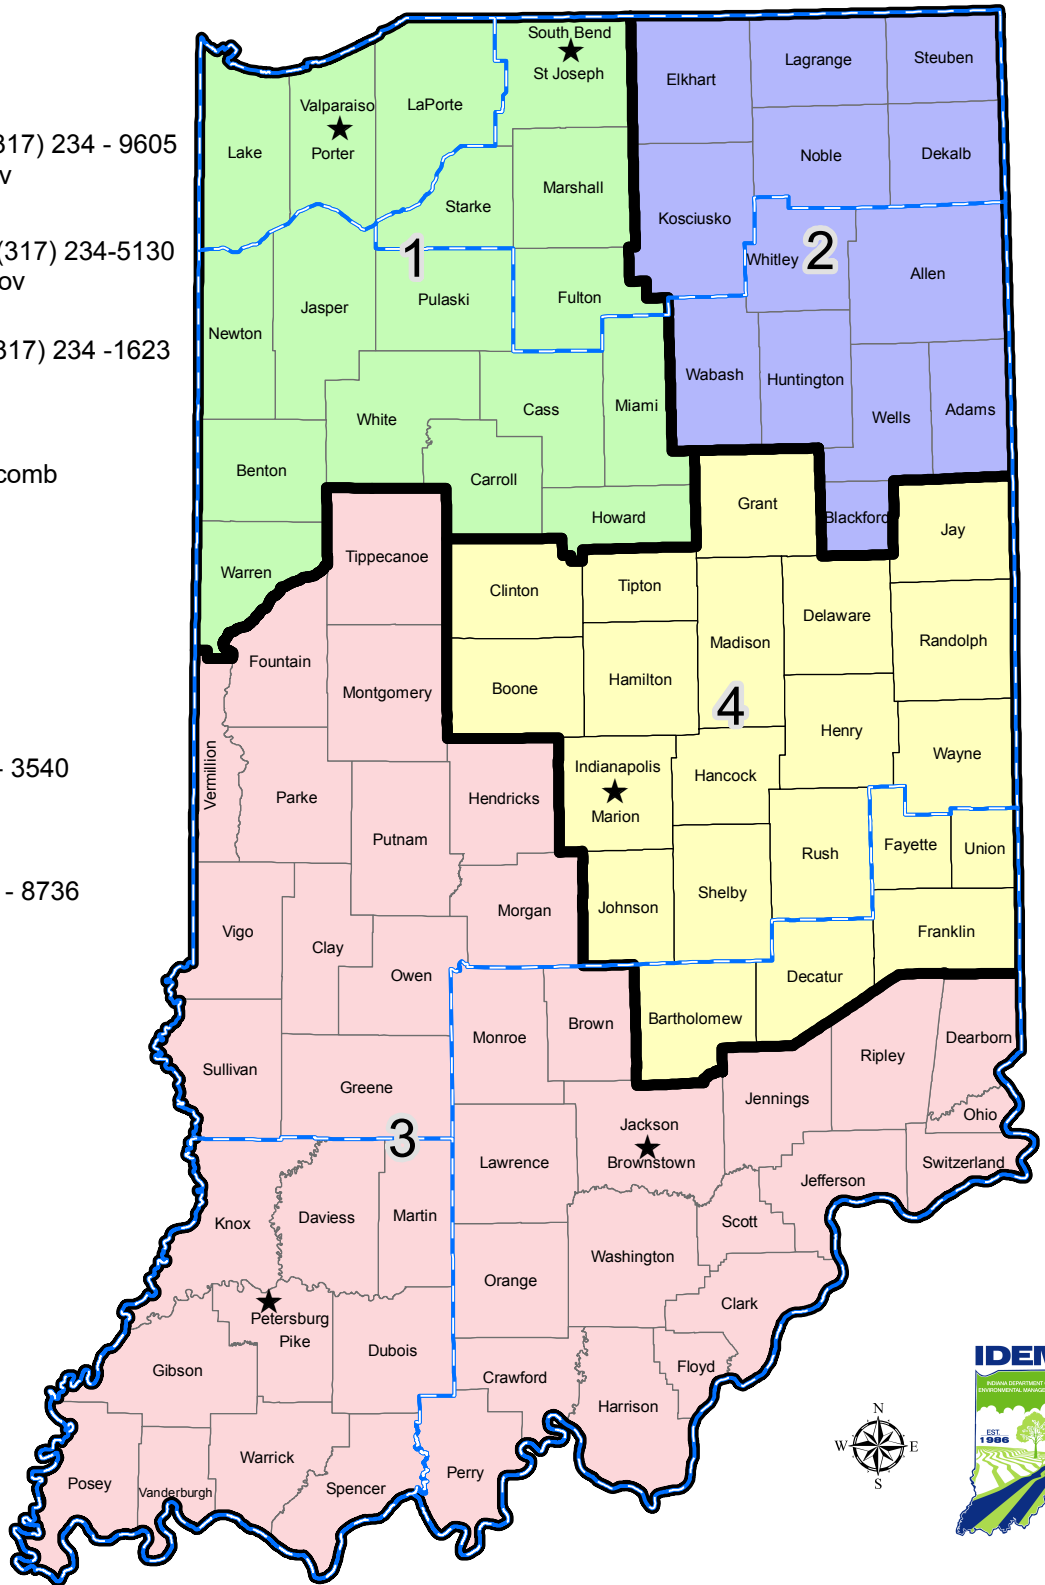 317) 234 - 9605
v
(317) 234-5130
ov
317) 234 -1623
comb
- 3540
- 8736
South Bend
St Joseph
Elkhart
Lagrange
Steuben
Valparaiso
Porter
LaPorte
Lake
Noble
Dekalb
Marshall
Starke
Kosciusko
1
2
Whitley
Allen
Jasper
Pulaski
Fulton
Newton
Wabash
Huntington
Miami
Cass
White
Wells
Adams
Benton
Carroll
Grant
Howard
Blackford
Jay
Tippecanoe
Warren
Clinton
Tipton
Delaware
Madison
Randolph
Fountain
Montgomery
Boone
Hamilton
4
Henry
Wayne
Vermillion
Parke
Hendricks
Indianapolis
Marion
Hancock
Putnam
Rush
Fayette
Union
Shelby
Johnson
Morgan
Vigo
Clay
Franklin
Owen
Decatur
Bartholomew
Brown
Monroe
Dearborn
Ripley
Sullivan
Greene
Jennings
Ohio
3
Jackson
Brownstown
Lawrence
Switzerland
Jefferson
Knox
Daviess
Martin
Scott
Washington
Orange
Clark
Petersburg
Pike
Dubois
Gibson
Crawford
Floyd
Harrison
Warrick
Perry
Posey
Vanderburgh
Spencer
N
W E
S
IDEM
INDIANA DEPARTMENT
ENVIRONMENTAL MANAGE
EST.
1986